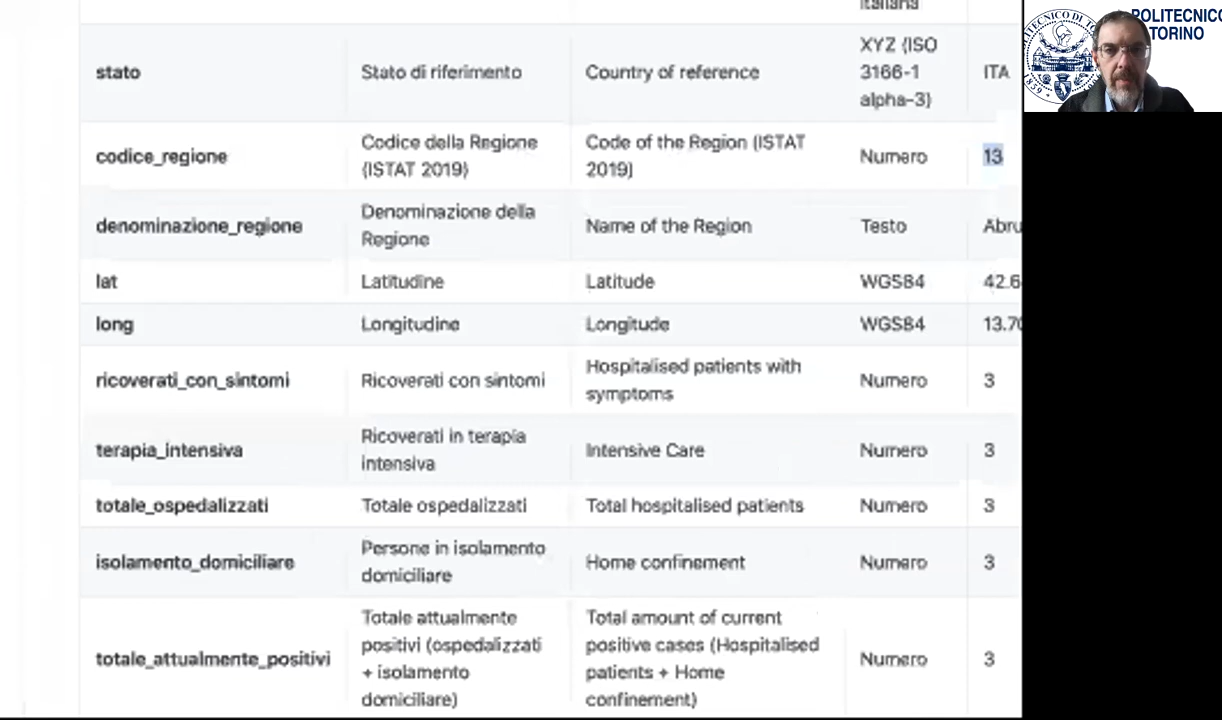 stato Stato di riferimento Country of reference XYZ (ISO 3166-1 alpha-3) ITA
codice_regione Codice della Regione (ISTAT 2019) Code of the Region (ISTAT 2019) Numero 13
denominazione_regione Denominazione della Regione Name of the Region Testo Abru
lat Latitudine Latitude WGS84 42.6
long Longitudine Longitude WGS84 13.70
ricoverati_con_sintomi Ricoverati con sintomi Hospitalised patients with symptoms Numero 3
terapia_intensiva Ricoverati in terapia intensiva Intensive Care Numero 3
totale_ospedalizzati Totale ospedalizzati Total hospitalised patients Numero 3
isolamento_domiciliare Persone in isolamento domiciliare Home confinement Numero 3
totale_attualmente_positivi Totale attualmente positivi (ospedalizzati + isolamento domiciliare) Total amount of current positive cases (Hospitalised patients + Home confinement) Numero 3
POLITECNICO
TORINO